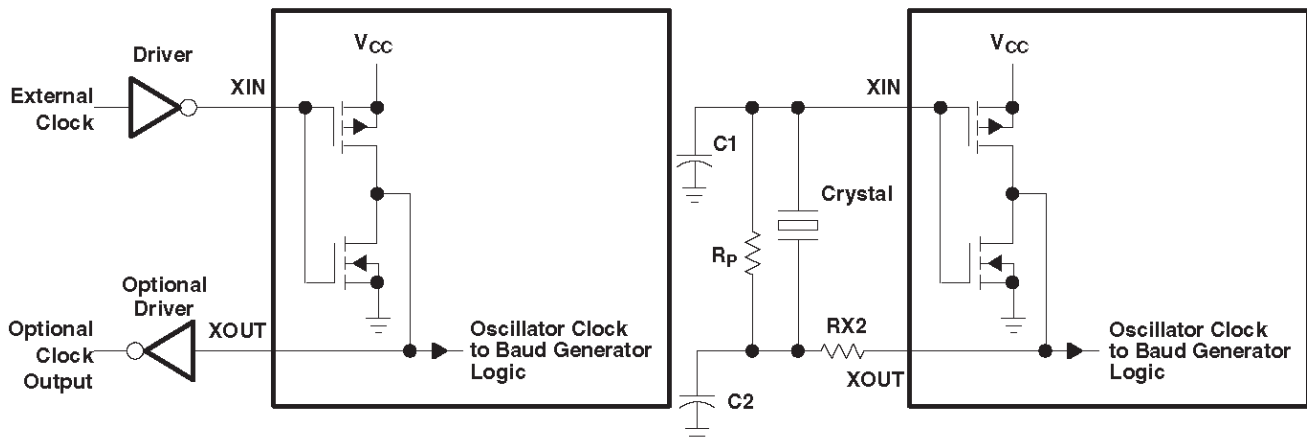 Driver
External
Clock
XIN
VCC
Optional
Driver
Optional
Clock
Output
XOUT
Oscillator Clock
to Baud Generator
Logic
VCC
XIN
C1
Crystal
RP
RX2
XOUT
C2
Oscillator Clock
to Baud Generator
Logic